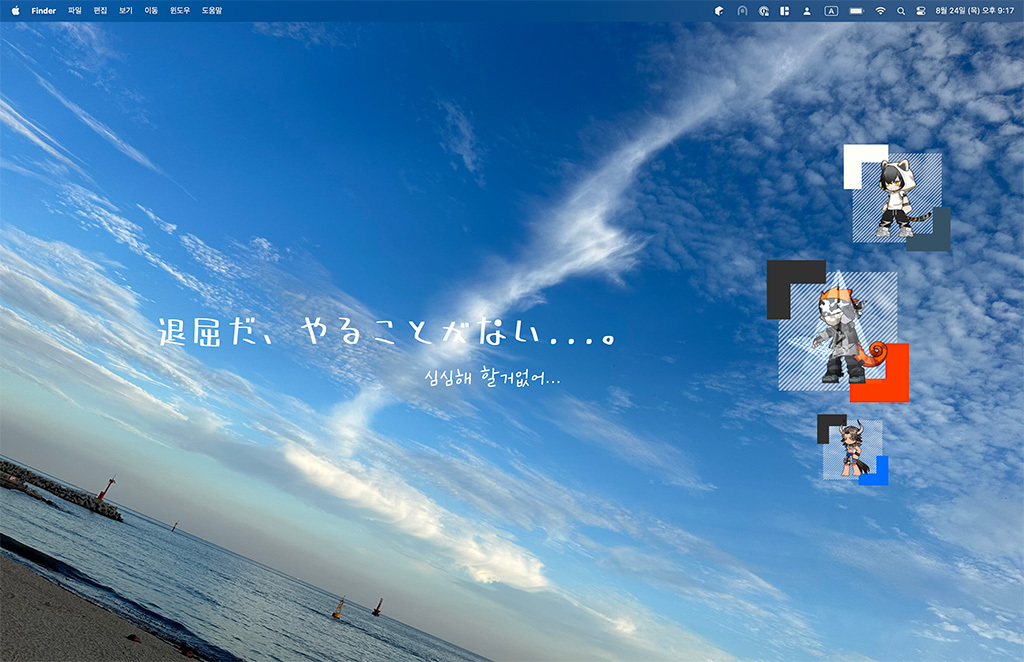 Finder 파일 편집 보기 이동 윈도우 도움말
A 8월 24일 (목) 오후 9:17
退屈だ、やることがない...。
심심해 할거없어...